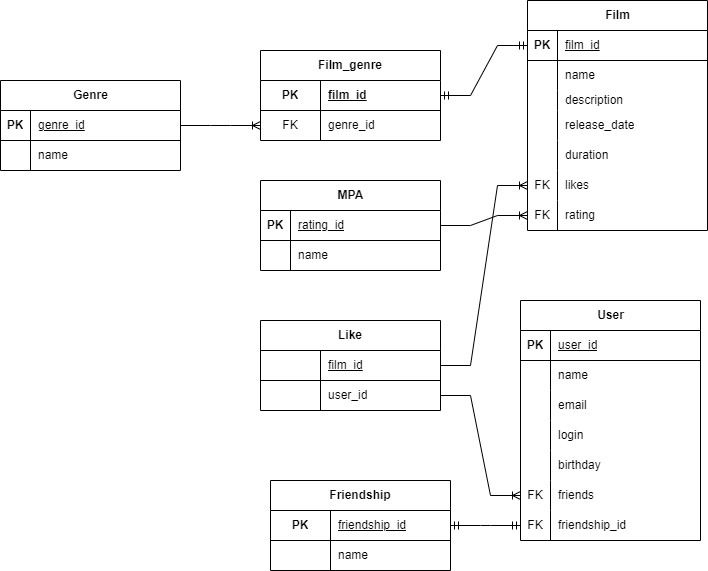 Film
PK film_id
name
description
release_date
duration
FK likes
FK rating
Film_genre
PK film_id
FK genre_id
Genre
PK genre_id
name
MPA
PK rating_id
name
Like
film_id
user_id
User
PK user_id
name
email
login
birthday
FK friends
FK friendship_id
Friendship
PK friendship_id
name